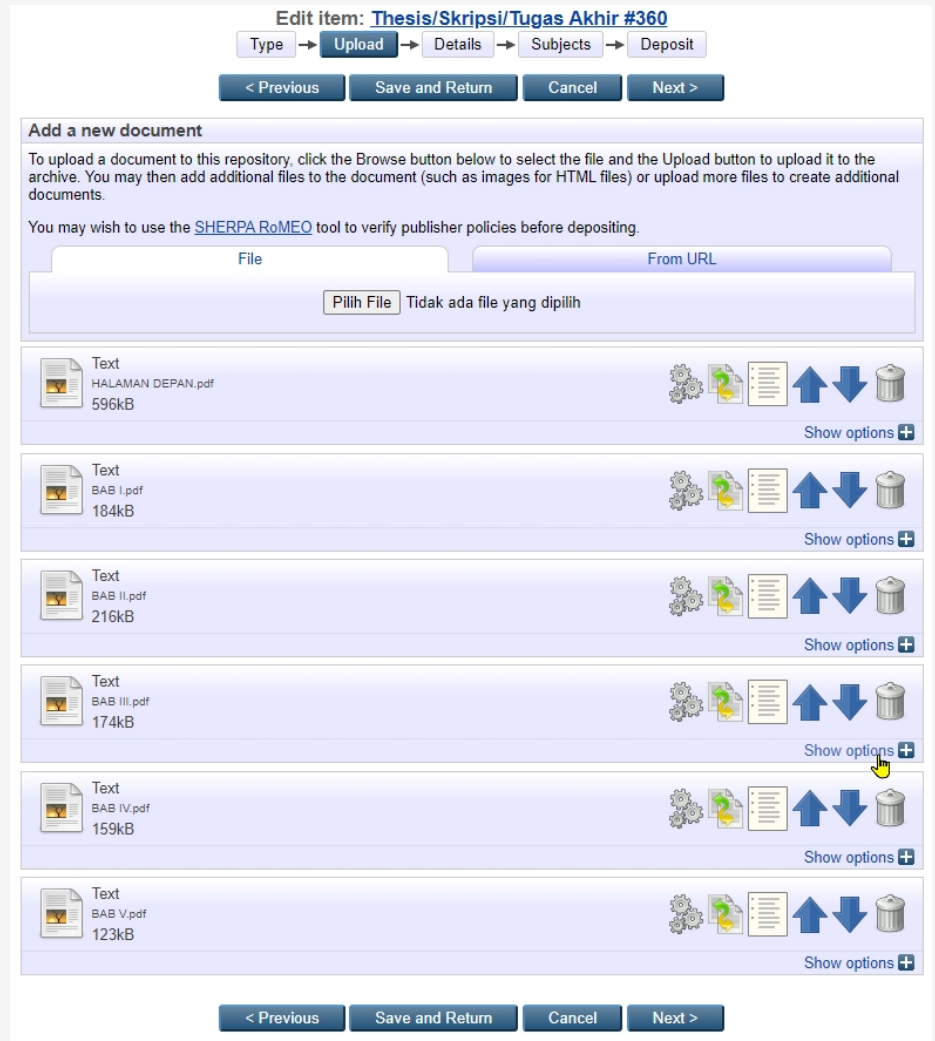 Edit item: Thesis/Skripsi/Tugas Akhir #360
Type Upload Details Subjects Deposit
< Previous Save and Return Cancel Next >
Add a new document
To upload a document to this repository, click the Browse button below to select the file and the Upload button to upload it to the
archive. You may then add additional files to the document (such as images for HTML files) or upload more files to create additional
documents.
You may wish to use the SHERPA RoMEO tool to verify publisher policies before depositing.
File From URL
Pilih File Tidak ada file yang dipilih
Text
HALAMAN DEPAN.pdf
596kB
Show options
Text
BAB I.pdf
184kB
Show options
Text
BAB II.pdf
216kB
Show options
Text
BAB III.pdf
174kB
Show options
Text
BAB IV.pdf
159kB
Show options
Text
BAB V.pdf
123kB
Show options
< Previous Save and Return Cancel Next >